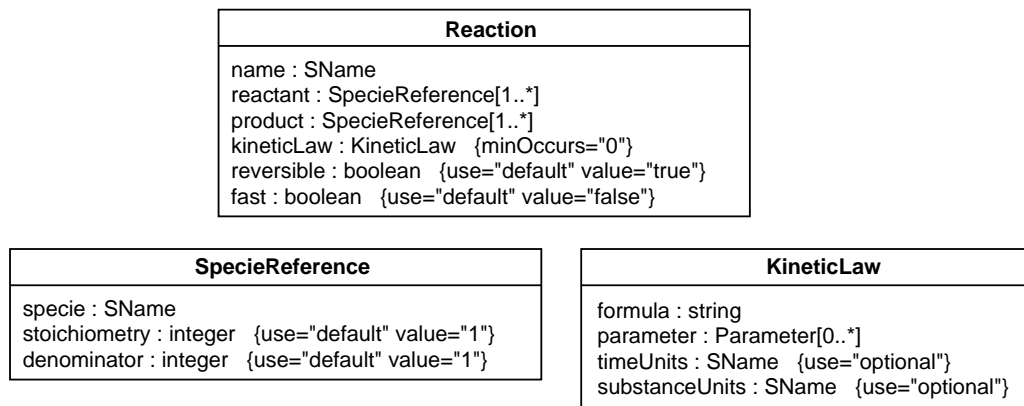 Reaction
name : SName
reactant : SpecieReference[1..*]
product : SpecieReference[1..*]
kineticLaw : KineticLaw {minOccurs="0"}
reversible : boolean {use="default" value="true"}
fast : boolean {use="default" value="false"}
SpecieReference
specie : SName
stoichiometry : integer {use="default" value="1"}
denominator : integer {use="default" value="1"}
KineticLaw
formula : string
parameter : Parameter[0..*]
timeUnits : SName {use="optional"}
substanceUnits : SName {use="optional"}